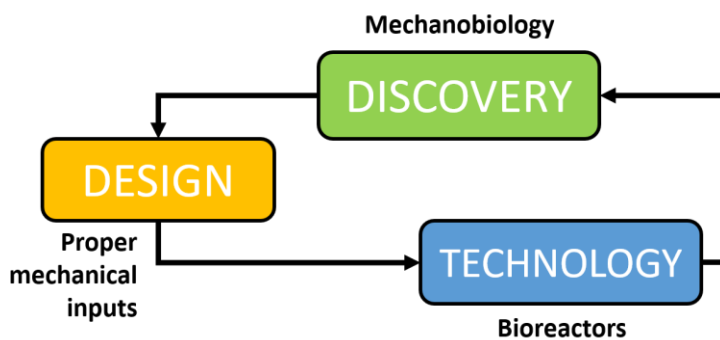 Mechanobiology
DISCOVERY
DESIGN
Proper
mechanical
inputs
TECHNOLOGY
Bioreactors